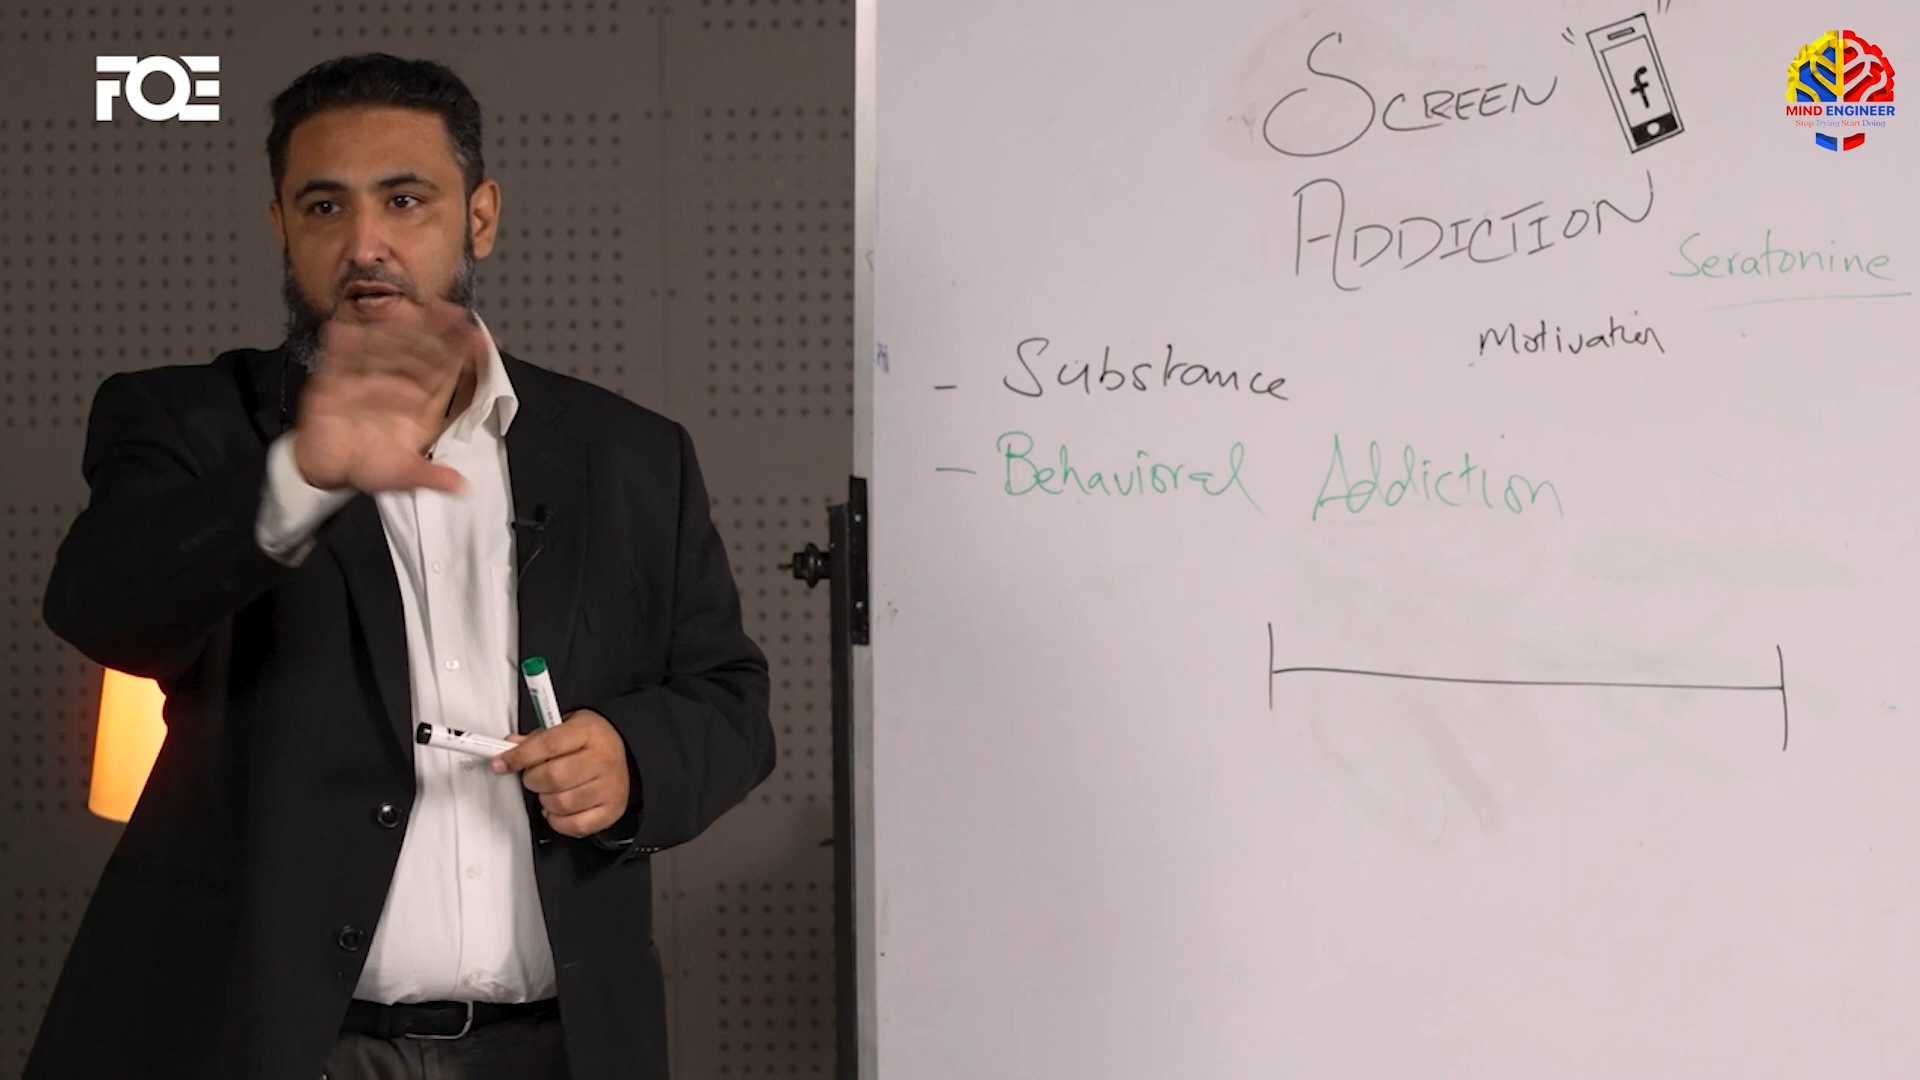 FOE
MIND ENGINEER
Stop Trying Start Doing
SCREEN
f
ADDICTION
Seratonine
Motivation
- Substance
- Behavioral Addiction